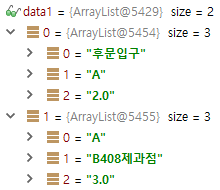 data1 = {ArrayList@5429} size = 2
0 = {ArrayList@5454} size = 3
0 = "후문입구"
1 = "A"
2 = "2.0"
1 = {ArrayList@5455} size = 3
0 = "A"
1 = "B408제과점"
2 = "3.0"